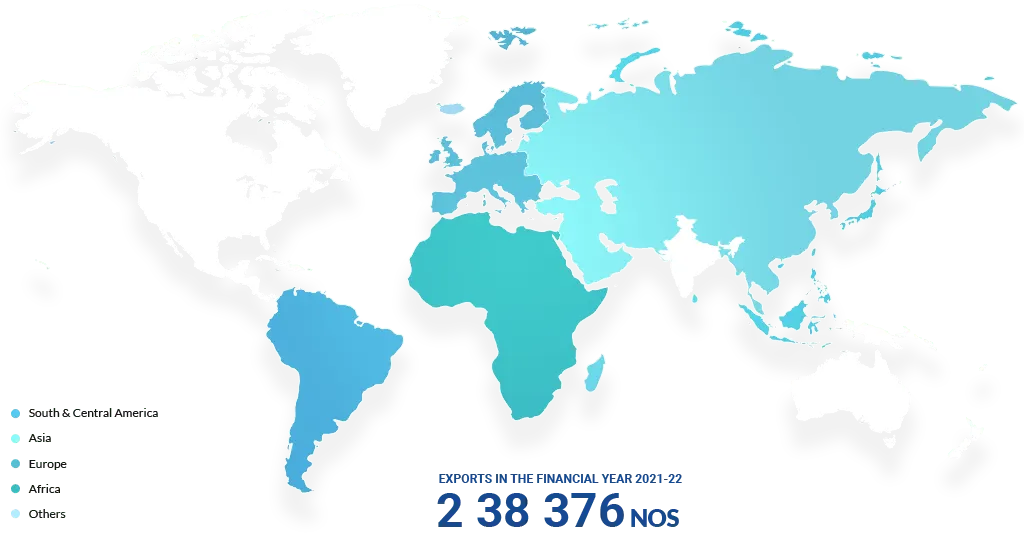 South & Central America
Asia
Europe
Africa
Others
EXPORTS IN THE FINANCIAL YEAR 2021-22
2 38 376 NOS